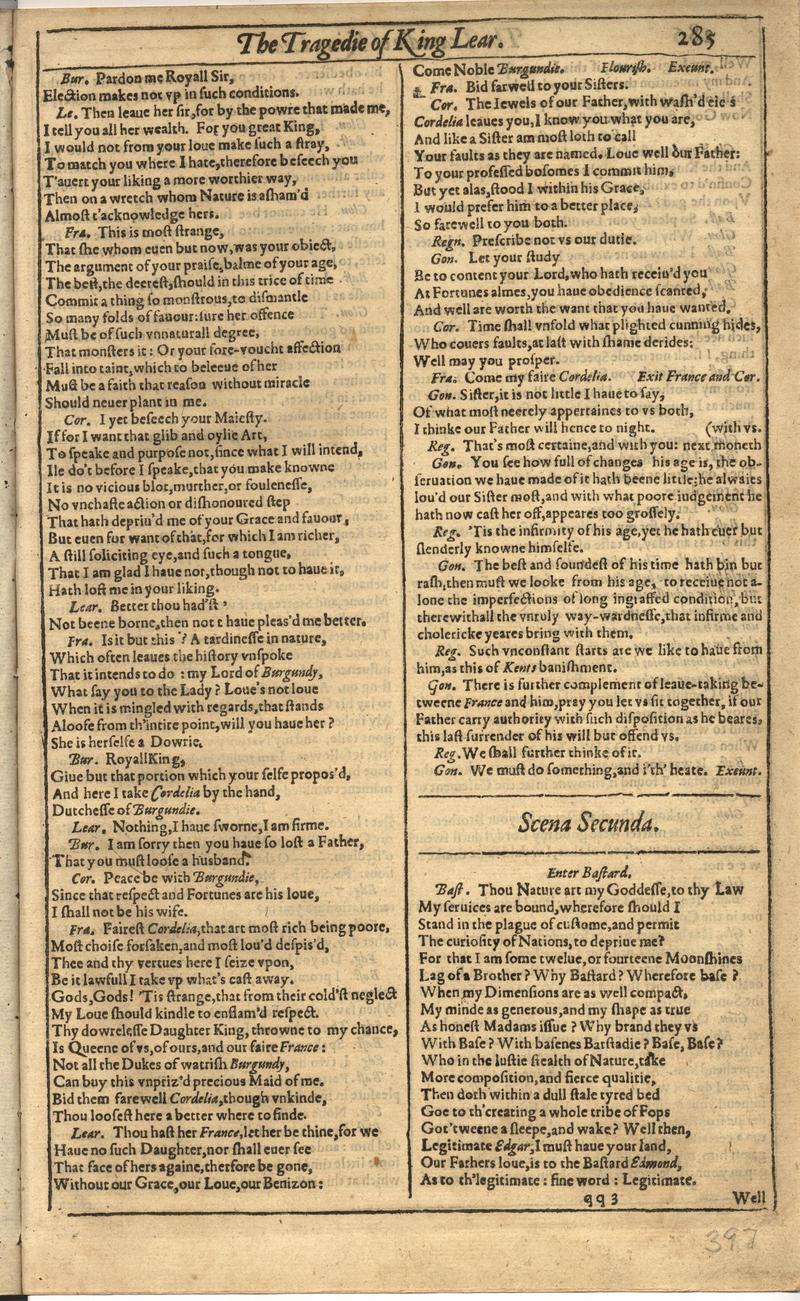 The Tragedie of King Lear. 285
Bur. Pardon me Royall Sir,
Election makes not vp in ſuch conditions.
Le. Then leaue her ſir, for by the powre that made me,
I tell you all her wealth. For you great King,
I would not from your loue make ſuch a ſtray,
To match you where I hate, therefore beſeech you
T'auert your liking a more worthier way,
Then on a wretch whom Nature is aſham'd
Almoſt t'acknowledge hers.
Fra. This is moſt ſtrange,
That ſhe whom euen but now, was your obiect,
The argument of your praiſe, balme of your age,
The beſt, the deereſt, ſhould in this trice of time
Commit a thing ſo monſtrous, to diſmantle
So many folds of fauour: ſure her offence
Muſt be of ſuch vnnaturall degree,
That monſters it: Or your fore-voucht affection
Fall into taint, which to beleeue of her
Muſt be a faith that reaſon without miracle
Should neuer plant in me.
Cor. I yet beſeech your Maieſty.
If for I want that glib and oylie Art,
To ſpeake and purpoſe not, ſince what I will intend,
Ile do't before I ſpeake, that you make knowne
It is no vicious blot, murther, or fouleneſſe,
No vnchaſte action or diſhonoured ſtep
That hath depriu'd me of your Grace and fauour,
But euen for want of that, for which I am richer,
A ſtill ſoliciting eye, and ſuch a tongue,
That I am glad I haue not, though not to haue it,
Hath loſt me in your liking.
Lear. Better thou had'ſt
Not beene borne, then not t haue pleas'd me better.
Fra. Is it but this? A tardineſſe in nature,
Which often leaues the hiſtory vnſpoke
That it intends to do: my Lord of Burgundy,
What ſay you to the Lady? Loue's not loue
When it is mingled with regards, that ſtands
Aloofe from th'intire point, will you haue her?
She is herſelfe a Dowrie.
Bur. Royall King,
Giue but that portion which your ſelfe propos'd,
And here I take Cordelia by the hand,
Dutcheſſe of Burgundie.
Lear. Nothing, I haue ſworne, I am firme.
Bur. I am ſorry then you haue ſo loſt a Father,
That you muſt looſe a husband.
Cor. Peace be with Burgundie,
Since that reſpect and Fortunes are his loue,
I ſhall not be his wife.
Fra. Faireſt Cordelia, that art moſt rich being poore,
Moſt choiſe forſaken, and moſt lou'd deſpis'd,
Thee and thy vertues here I ſeize vpon,
Be it lawfull I take vp what's caſt away.
Gods, Gods! 'Tis ſtrange, that from their cold'ſt neglect
My Loue ſhould kindle to enflam'd reſpect.
Thy dowreleſſe Daughter King, throwne to my chance,
Is Queene of vs, of ours, and our faire France:
Not all the Dukes of watriſh Burgundy,
Can buy this vnpriz'd precious Maid of me.
Bid them farewell Cordelia, though vnkinde,
Thou looſeſt here a better where to finde.
Lear. Thou haſt her France, let her be thine, for we
Haue no ſuch Daughter, nor ſhall euer ſee
That face of hers againe, therfore be gone,
Without our Grace, our Loue, our Benizon:
Come Noble Burgundie. Flouriſh. Exeunt.
Fra. Bid farwell to your Siſters.
Cor. The Iewels of our Father, with waſh'd eie s
Cordelia leaues you, I know you what you are,
And like a Siſter am moſt loth to call
Your faults as they are named. Loue well our Father:
To your profeſſed boſomes I commit him,
But yet alas, ſtood I within his Grace,
I would prefer him to a better place,
So farewell to you both.
Regn. Preſcribe not vs our dutie.
Gon. Let your ſtudy
Be to content your Lord, who hath receiu'd you
At Fortunes almes, you haue obedience ſcanted,
And well are worth the want that you haue wanted.
Cor. Time ſhall vnfold what plighted cunning hides,
Who couers faults, at laſt with ſhame derides:
Well may you proſper.
Fra. Come my faire Cordelia. Exit France and Cor.
Gon. Siſter, it is not little I haue to ſay,
Of what moſt neerely appertaines to vs both,
I thinke our Father will hence to night. (with vs.
Reg. That's moſt certaine, and with you: next moneth
Gon. You ſee how full of changes his age is, the ob-
ſeruation we haue made of it hath beene little; he alwaies
lou'd our Siſter moſt, and with what poore iudgement he
hath now caſt her off, appeares too groſſely.
Reg. 'Tis the infirmity of his age, yet he hath euer but
ſlenderly knowne himſelfe.
Gon. The beſt and ſoundeſt of his time hath bin but
raſh, then muſt we looke from his age, to receiue not a-
lone the imperfections of long ingraffed condition, but
therewithall the vnruly way-wardneſſe, that infirme and
cholericke yeares bring with them.
Reg. Such vnconſtant ſtarts are we like to haue from
him, as this of Kents baniſhment.
Gon. There is further complement of leaue-taking be-
tweene France and him, pray you let vs ſit together, if our
Father carry authority with ſuch diſpoſition as he beares,
this laſt ſurrender of his will but offend vs.
Reg. We ſhall further thinke of it.
Gon. We muſt do ſomething, and i'th' heate. Exeunt.
Scena Secunda.
Enter Baſtard.
Baſt. Thou Nature art my Goddeſſe, to thy Law
My ſeruices are bound, wherefore ſhould I
Stand in the plague of cuſtome, and permit
The curioſity of Nations, to depriue me?
For that I am ſome twelue, or fourteene Moonſhines
Lag of a Brother? Why Baſtard? Wherefore baſe?
When my Dimenſions are as well compact,
My minde as generous, and my ſhape as true
As honeſt Madams iſſue? Why brand they vs
With Baſe? With baſenes Barſtadie? Baſe, Baſe?
Who in the luſtie ſtealth of Nature, take
More compoſition, and fierce qualitie,
Then doth within a dull ſtale tyred bed
Goe to th'creating a whole tribe of Fops
Got'tweene a ſleepe, and wake? Well then,
Legitimate Edgar, I muſt haue your land,
Our Fathers loue, is to the Baſtard Edmond,
As to th'legitimate: fine word: Legitimate.
qq3 Well
397